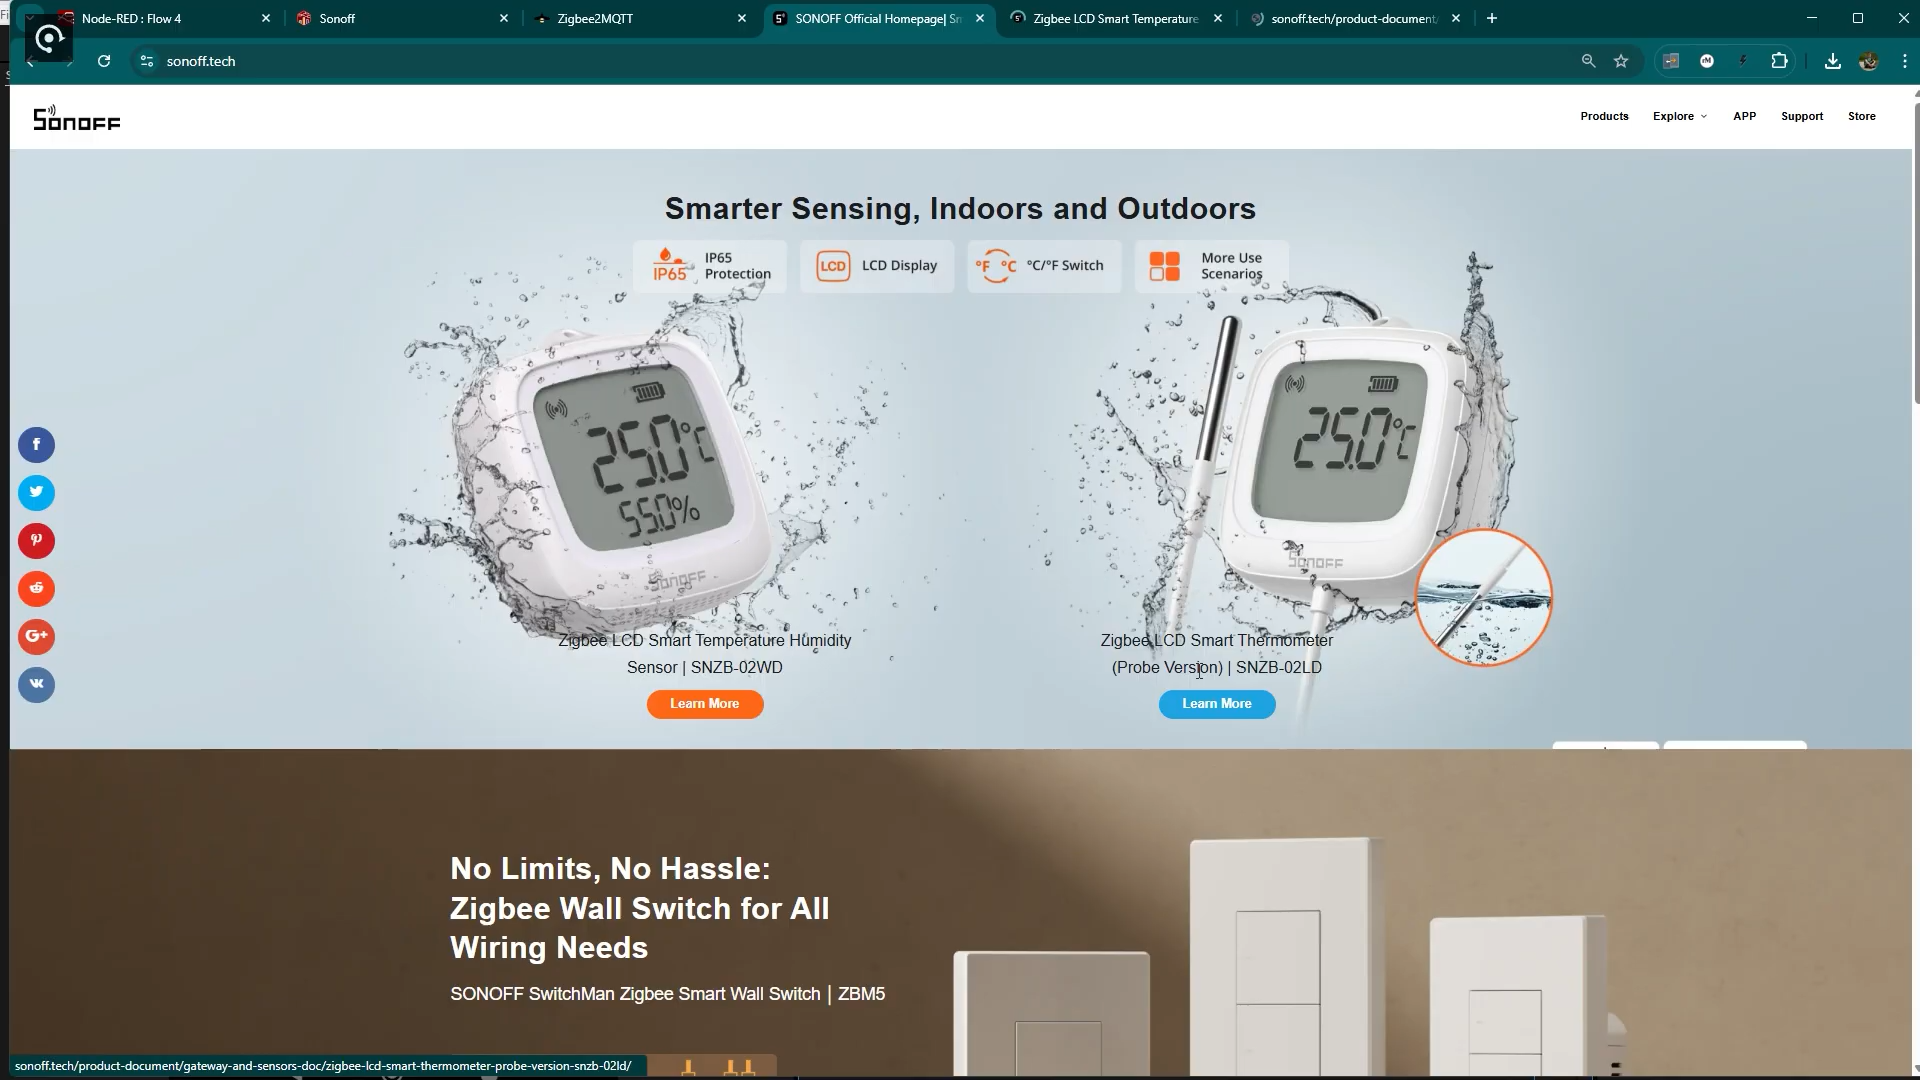 Node-RED : Flow 4
Sonoff
Zigbee2MQTT
SONOFF Official Homepage| Sm
Zigbee LCD Smart Temperature
sonoff.tech/product-document
sonoff.tech
SONOFF
Products
Explore
APP
Support
Store
Smarter Sensing, Indoors and Outdoors
IP65
IP65
Protection
LCD
LCD Display
°F °C
°C/°F Switch
More Use
Scenarios
25.0°C
55.0%
SONOFF
25.0°C
SONOFF
Zigbee LCD Smart Temperature Humidity
Sensor | SNZB-02WD
Learn More
Zigbee LCD Smart Thermometer
(Probe Version) | SNZB-02LD
Learn More
f
G+
No Limits, No Hassle:
Zigbee Wall Switch for All
Wiring Needs
SONOFF SwitchMan Zigbee Smart Wall Switch | ZBM5
sonoff.tech/product-document/gateway-and-sensors-doc/zigbee-lcd-smart-thermometer-probe-version-snzb-02ld/